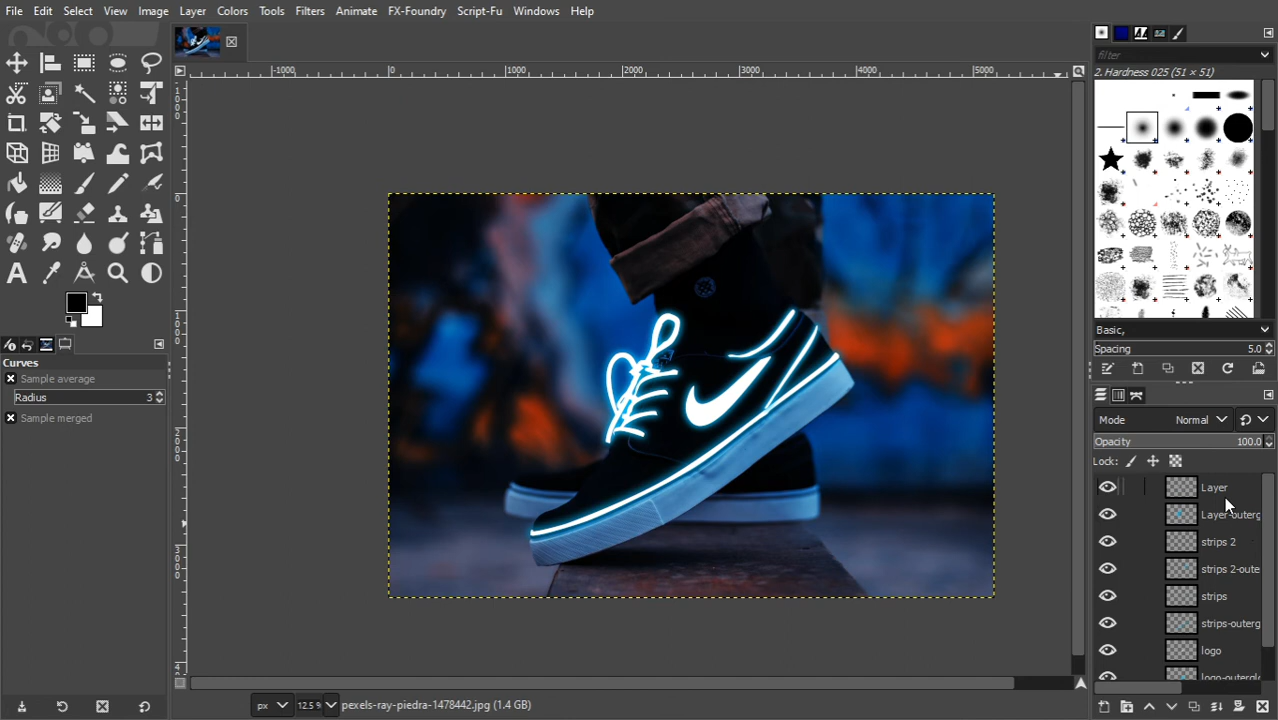 File Edit Select View Image Layer Colors Tools Filters Animate FX-Foundry Script-Fu Windows Help
filter
2. Hardness 025 (51 × 51)
-1000 0 1000 2000 3000 4000 5000
Basic,
Spacing 5.0
Curves
Sample average
Radius 3
Sample merged
Mode Normal
Opacity 100.0
Lock:
Layer
Layer-outerg
strips 2
strips 2-oute
strips
strips-outerg
logo
logo-outergl
px 12.5 pexels-ray-piedra-1478442.jpg (1.4 GB)